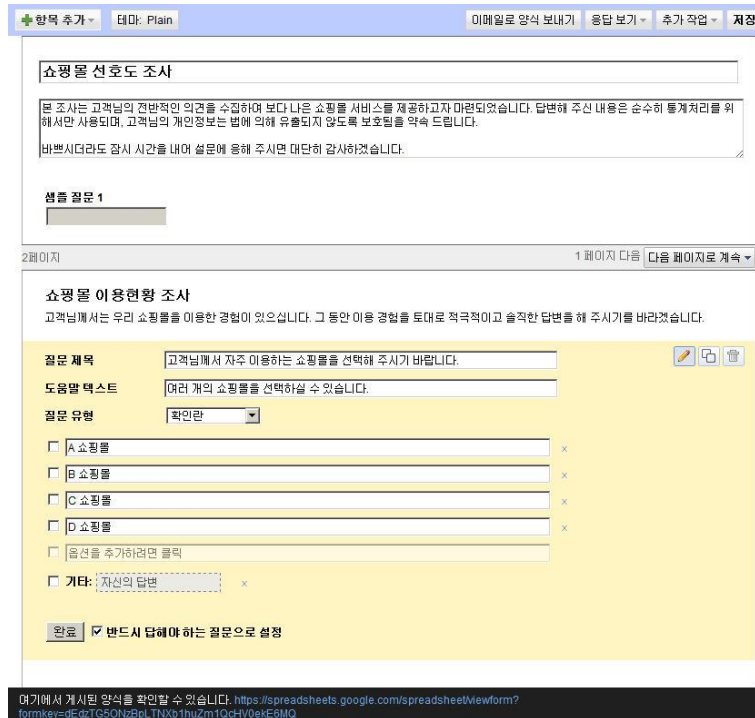 항목 추가
테마: Plain
이메일로 양식 보내기
응답 보기
추가 작업
저장
쇼핑몰 선호도 조사
본 조사는 고객님의 전반적인 의견을 수집하여 보다 나은 쇼핑몰 서비스를 제공하고자 마련되었습니다. 답변해 주신 내용은 순수히 통계처리를 위
해서만 사용되며, 고객님의 개인정보는 법에 의해 유출되지 않도록 보호됨을 약속 드립니다.
바쁘시더라도 잠시 시간을 내어 설문에 응해 주시면 대단히 감사하겠습니다.
샘플 질문 1
2페이지
1 페이지 다음 다음 페이지로 계속
쇼핑몰 이용현황 조사
고객님께서는 우리 쇼핑몰을 이용한 경험이 있으십니다. 그 동안 이용 경험을 토대로 적극적이고 솔직한 답변을 해 주시기를 바라겠습니다.
질문 제목 고객님께서 자주 이용하는 쇼핑몰을 선택해 주시기 바랍니다.
도움말 텍스트 여러 개의 쇼핑몰을 선택하실 수 있습니다.
질문 유형 확인란
A 쇼핑몰
B 쇼핑몰
C 쇼핑몰
D 쇼핑몰
옵션을 추가하려면 클릭
기타: 자신의 답변
완료 반드시 답해야 하는 질문으로 설정
여기에서 게시된 양식을 확인할 수 있습니다. https://spreadsheets.google.com/spreadsheet/viewform?
formkey=dEdzTG5ONzBpLTNXb1huZm1QcHV0ekE6MQ